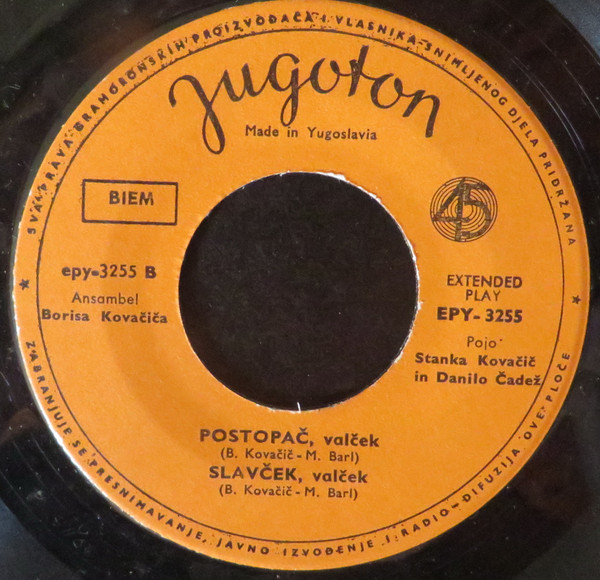 SVA PRAVA GRAMOFONSKIH PROIZVOĐAČA I VLASNIKA SNIMLJENOG DJELA PRIDRŽANA
Jugoton
Made in Yugoslavia
BIEM
45
epy-3255 B
Ansambel
Borisa Kovačiča
EXTENDED
PLAY
EPY-3255
Pojo
Stanka Kovačič
in Danilo Čadež
POSTOPAČ, valček
(B. Kovačič - M. Barl)
SLAVČEK, valček
(B. Kovačič - M. Barl)
ZABRANJUJE SE PRESNIMAVANJE, JAVNO IZVOĐENJE I RADIO-DIFUZIJA OVE PLOČE